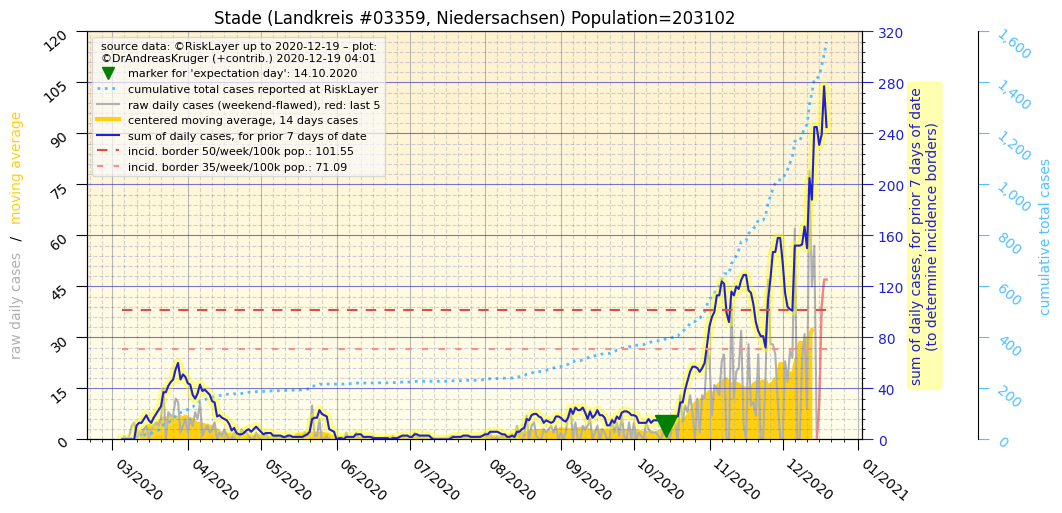 Stade (Landkreis #03359, Niedersachsen) Population=203102
source data: ©RiskLayer up to 2020-12-19 – plot:
©DrAndreasKruger (+contrib.) 2020-12-19 04:01
marker for 'expectation day': 14.10.2020
cumulative total cases reported at RiskLayer
raw daily cases (weekend-flawed), red: last 5
centered moving average, 14 days cases
sum of daily cases, for prior 7 days of date
incid. border 50/week/100k pop.: 101.55
incid. border 35/week/100k pop.: 71.09
raw daily cases / moving average
120
105
90
75
60
45
30
15
0
03/2020
04/2020
05/2020
06/2020
07/2020
08/2020
09/2020
10/2020
11/2020
12/2020
01/2021
320
280
240
200
160
120
80
40
0
sum of daily cases, for prior 7 days of date
(to determine incidence borders)
1,600
1,400
1,200
1,000
800
600
400
200
0
cumulative total cases